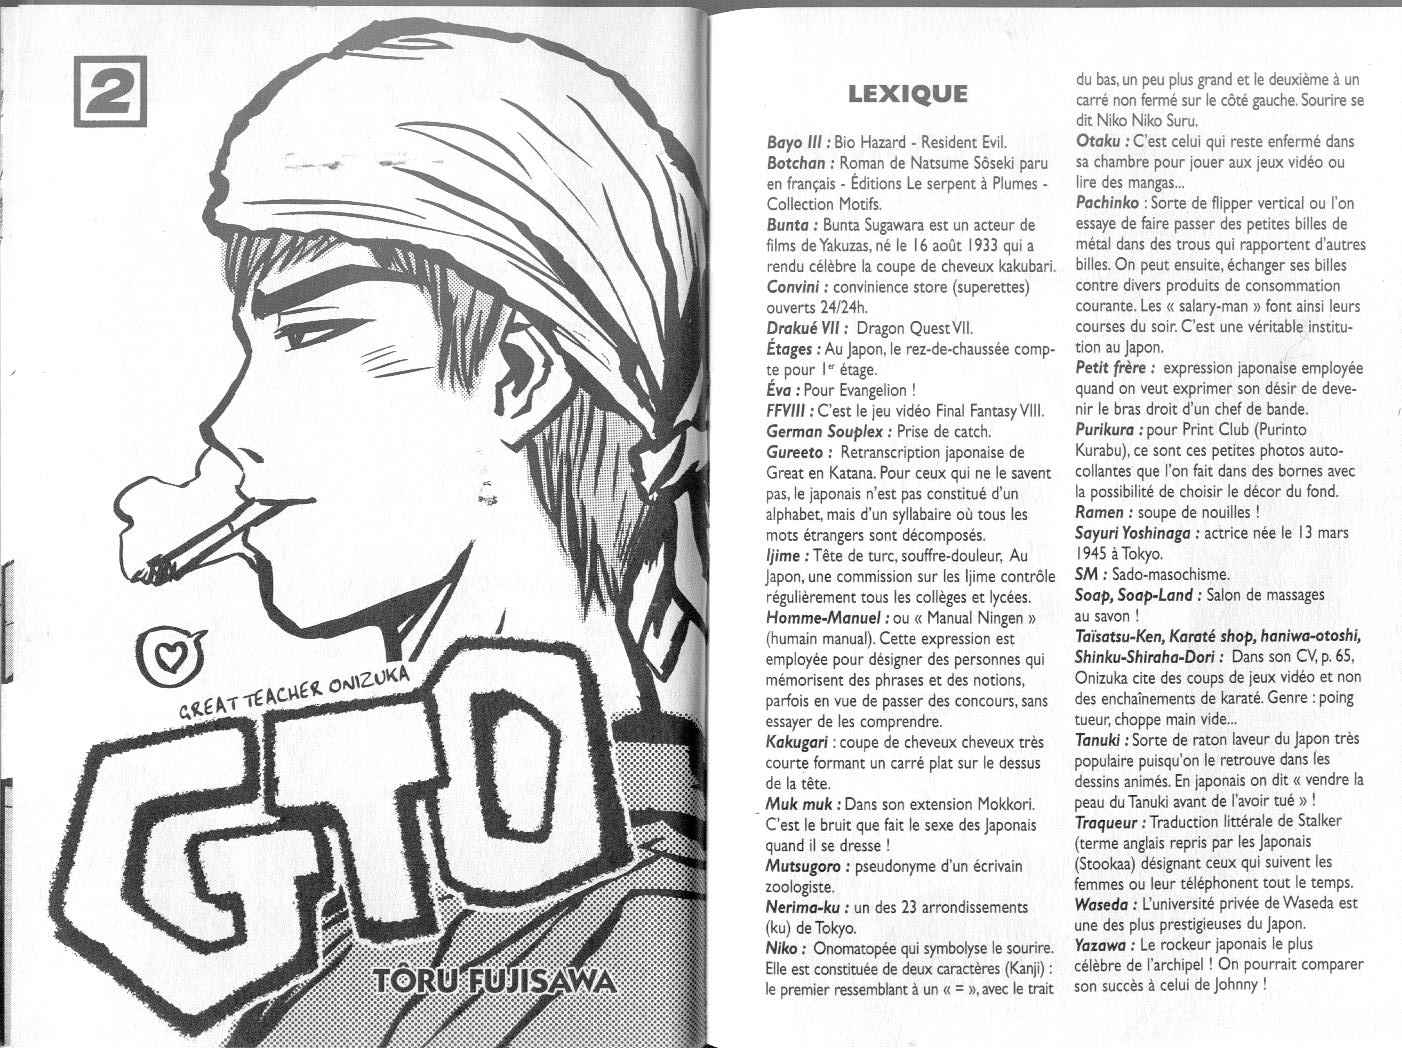 2
GREAT TEACHER ONIZUKA
GTO
TÔRU FUJISAWA
LEXIQUE
Bayo III : Bio Hazard - Resident Evil.
Botchan : Roman de Natsume Sôseki paru
en français - Éditions Le serpent à Plumes -
Collection Motifs.
Bunta : Bunta Sugawara est un acteur de
films de Yakuzas, né le 16 août 1933 qui a
rendu célèbre la coupe de cheveux kakubari.
Convini : convinience store (superettes)
ouverts 24/24h.
Drakué VII : Dragon Quest VII.
Étages : Au Japon, le rez-de-chaussée comp-
te pour 1er étage.
Éva : Pour Evangelion !
FFVIII : C'est le jeu vidéo Final Fantasy VIII.
German Souplex : Prise de catch.
Gureeto : Retranscription japonaise de
Great en Katana. Pour ceux qui ne le savent
pas, le japonais n'est pas constitué d'un
alphabet, mais d'un syllabaire où tous les
mots étrangers sont décomposés.
Ijime : Tête de turc, souffre-douleur, Au
Japon, une commission sur les Ijime contrôle
régulièrement tous les collèges et lycées.
Homme-Manuel : ou « Manual Ningen »
(humain manual). Cette expression est
employée pour désigner des personnes qui
mémorisent des phrases et des notions,
parfois en vue de passer des concours, sans
essayer de les comprendre.
Kakugari : coupe de cheveux cheveux très
courte formant un carré plat sur le dessus
de la tête.
Muk muk : Dans son extension Mokkori.
C'est le bruit que fait le sexe des Japonais
quand il se dresse !
Mutsugoro : pseudonyme d'un écrivain
zoologiste.
Nerima-ku : un des 23 arrondissements
(ku) de Tokyo.
Niko : Onomatopée qui symbolyse le sourire.
Elle est constituée de deux caractères (Kanji) :
le premier ressemblant à un « = », avec le trait
du bas, un peu plus grand et le deuxième à un
carré non fermé sur le côté gauche. Sourire se
dit Niko Niko Suru.
Otaku : C'est celui qui reste enfermé dans
sa chambre pour jouer aux jeux vidéo ou
lire des mangas...
Pachinko : Sorte de flipper vertical ou l'on
essaye de faire passer des petites billes de
métal dans des trous qui rapportent d'autres
billes. On peut ensuite, échanger ses billes
contre divers produits de consommation
courante. Les « salary-man » font ainsi leurs
courses du soir. C'est une véritable institu-
tion au Japon.
Petit frère : expression japonaise employée
quand on veut exprimer son désir de deve-
nir le bras droit d'un chef de bande.
Purikura : pour Print Club (Purinto
Kurabu), ce sont ces petites photos auto-
collantes que l'on fait dans des bornes avec
la possibilité de choisir le décor du fond.
Ramen : soupe de nouilles !
Sayuri Yoshinaga : actrice née le 13 mars
1945 à Tokyo.
SM : Sado-masochisme.
Soap, Soap-Land : Salon de massages
au savon !
Taïsatsu-Ken, Karaté shop, haniwa-otoshi,
Shinku-Shiraha-Dori : Dans son CV, p. 65,
Onizuka cite des coups de jeux vidéo et non
des enchaînements de karaté. Genre : poing
tueur, choppe main vide...
Tanuki : Sorte de raton laveur du Japon très
populaire puisqu'on le retrouve dans les
dessins animés. En japonais on dit « vendre la
peau du Tanuki avant de l'avoir tué » !
Traqueur : Traduction littérale de Stalker
(terme anglais repris par les Japonais
(Stookaa) désignant ceux qui suivent les
femmes ou leur téléphonent tout le temps.
Waseda : L'université privée de Waseda est
une des plus prestigieuses du Japon.
Yazawa : Le rockeur japonais le plus
célèbre de l'archipel ! On pourrait comparer
son succès à celui de Johnny !